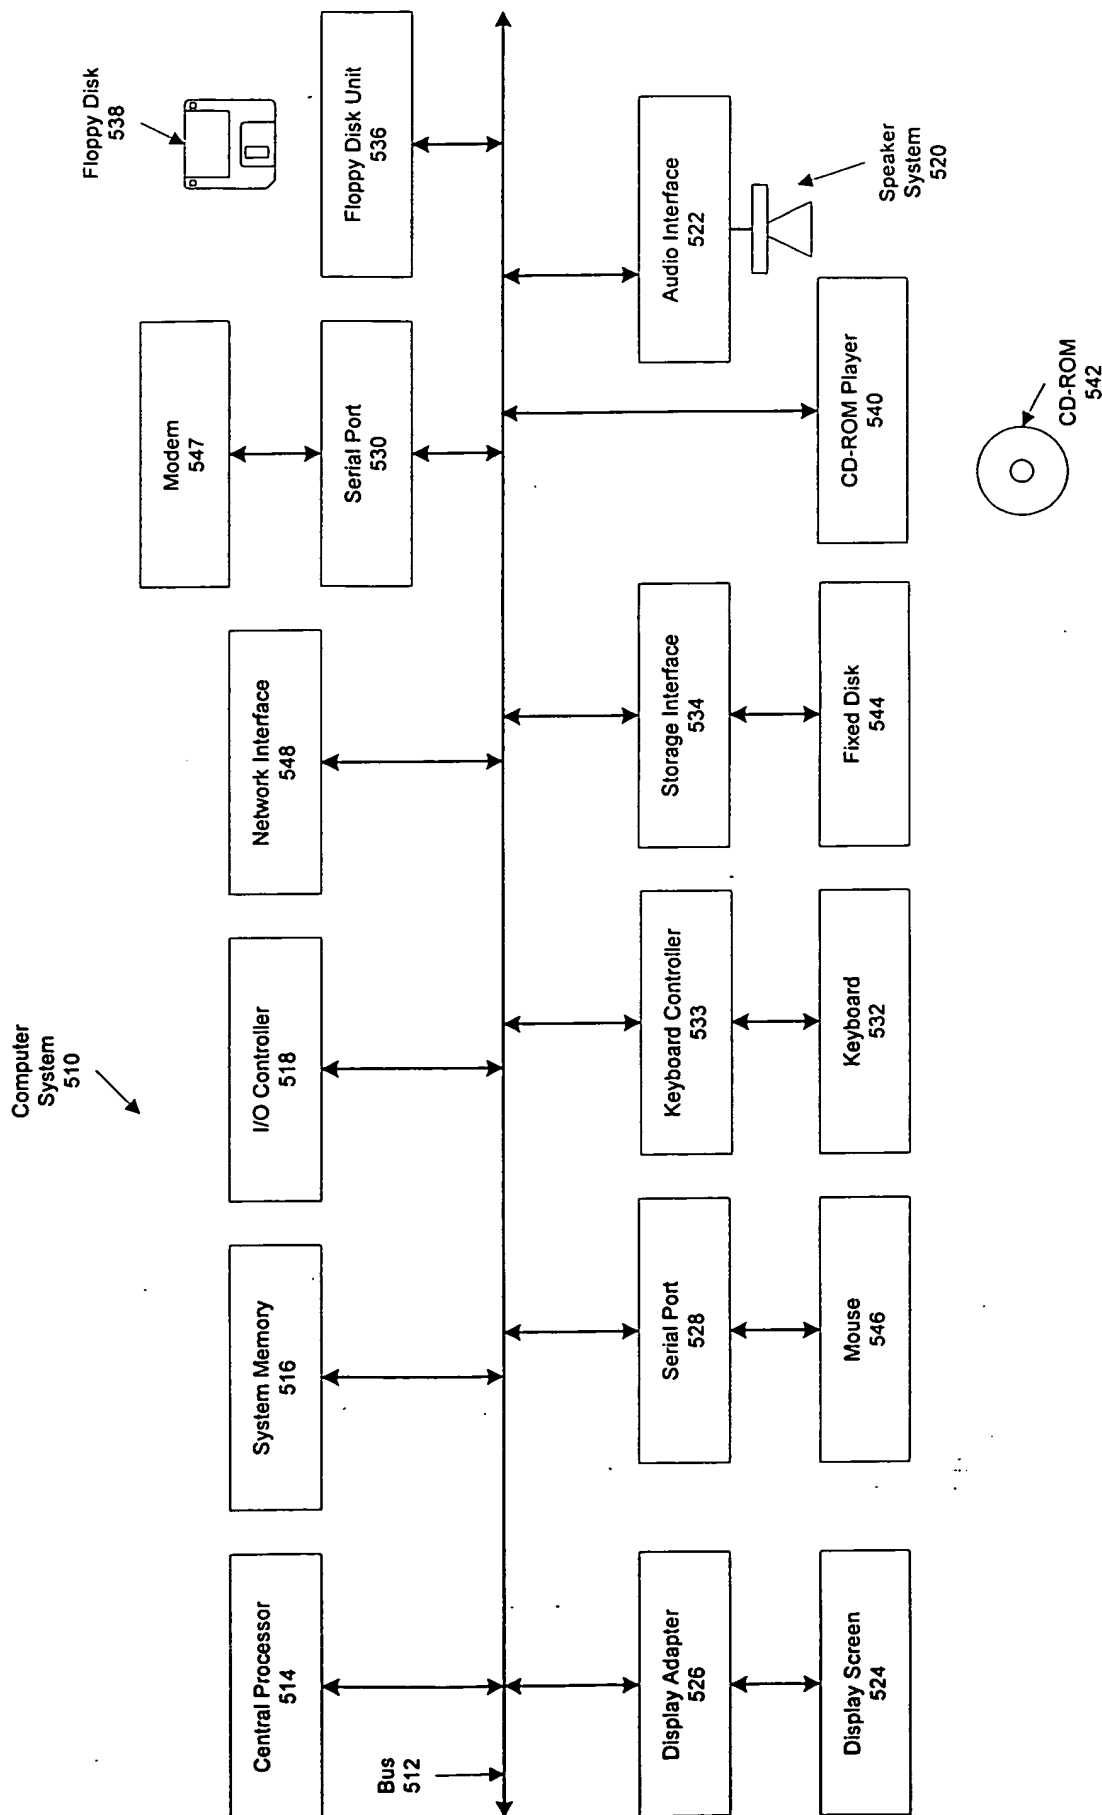 Computer
System
510
Floppy Disk
538
Modem
547
Central Processor
514
System Memory
516
I/O Controller
518
Network Interface
548
Serial Port
530
Floppy Disk Unit
536
Bus
512
Display Adapter
526
Serial Port
528
Keyboard Controller
533
Storage Interface
534
Audio Interface
522
Display Screen
524
Mouse
546
Keyboard
532
Fixed Disk
544
CD-ROM Player
540
Speaker
System
520
CD-ROM
542